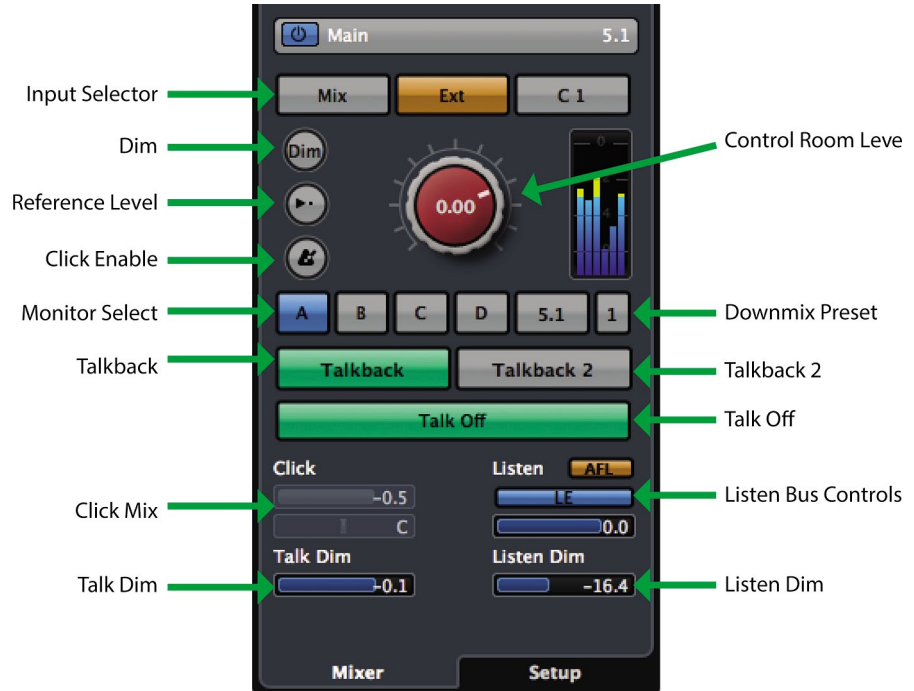 Main 5.1
Input Selector Mix Ext C 1
Dim Dim Control Room Leve
0
Reference Level 0.00
4
Click Enable
Monitor Select A B C D 5.1 1 Downmix Preset
Talkback Talkback Talkback 2 Talkback 2
Talk Off Talk Off
Click Listen AFL
Click Mix -0.5 LE Listen Bus Controls
C 0.0
Talk Dim Listen Dim
Talk Dim -0.1 -16.4 Listen Dim
Mixer Setup